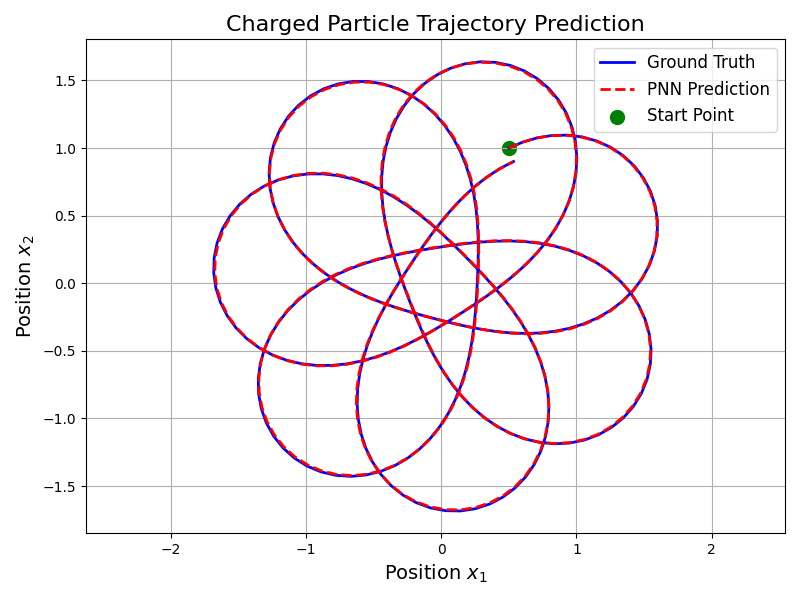 Charged Particle Trajectory Prediction
Ground Truth
PNN Prediction
Start Point
Position x₂
1.5
1.0
0.5
0.0
−0.5
−1.0
−1.5
−2
−1
0
1
2
Position x₁